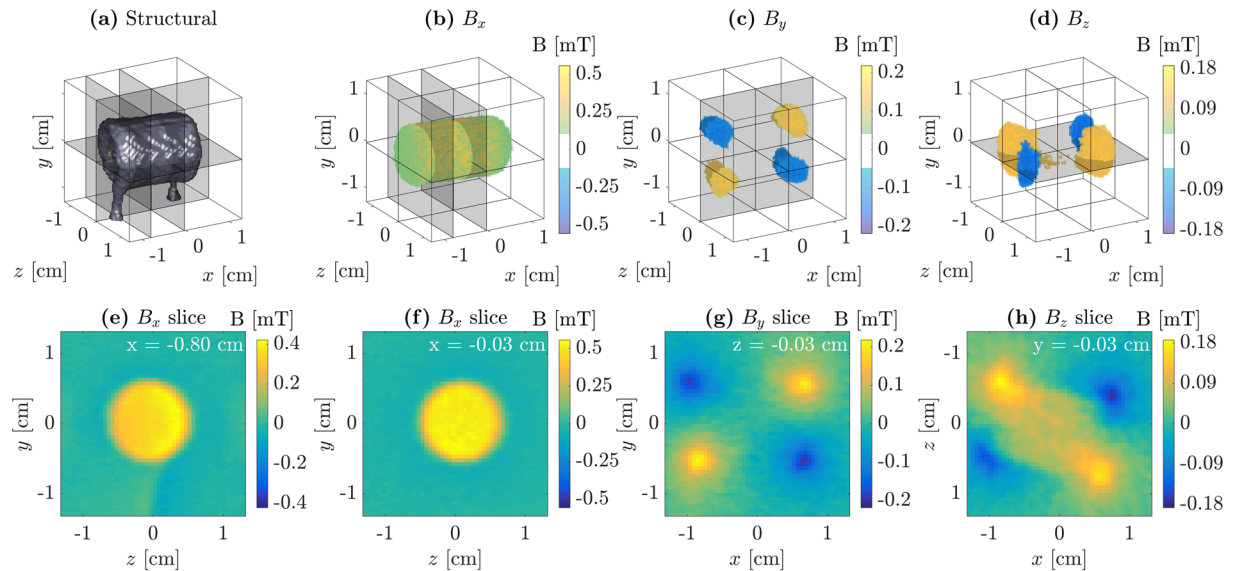 (a) Structural
(b) Bx
(c) By
(d) Bz
B [mT]
B [mT]
B [mT]
1
0
-1
y [cm]
-1
0
1
z [cm]
-1
0
1
x [cm]
1
0
-1
y [cm]
-1
0
1
z [cm]
-1
0
1
x [cm]
0.5
0.25
0
-0.25
-0.5
1
0
-1
y [cm]
-1
0
1
z [cm]
-1
0
1
x [cm]
0.2
0.1
0
-0.1
-0.2
1
0
-1
y [cm]
-1
0
1
z [cm]
-1
0
1
x [cm]
0.18
0.09
0
-0.09
-0.18
(e) Bx slice
B [mT]
x = -0.80 cm
1
0
-1
y [cm]
-1
0
1
z [cm]
0.4
0.2
0
-0.2
-0.4
(f) Bx slice
B [mT]
x = -0.03 cm
1
0
-1
y [cm]
-1
0
1
z [cm]
0.5
0.25
0
-0.25
-0.5
(g) By slice
B [mT]
z = -0.03 cm
1
0
-1
y [cm]
-1
0
1
x [cm]
0.2
0.1
0
-0.1
-0.2
(h) Bz slice
B [mT]
y = -0.03 cm
-1
0
1
z [cm]
-1
0
1
x [cm]
0.18
0.09
0
-0.09
-0.18